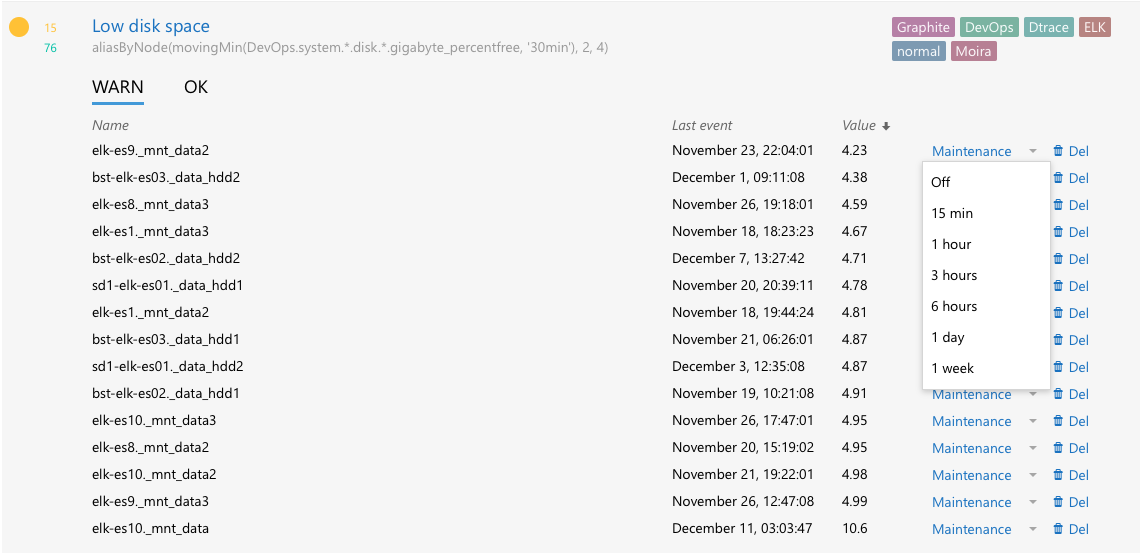 15 Low disk space Graphite DevOps Dtrace ELK
76 aliasByNode(movingMin(DevOps.system.*.disk.*.gigabyte_percentfree, '30min'), 2, 4) normal Moira
WARN OK
Name Last event Value
elk-es9._mnt_data2 November 23, 22:04:01 4.23 Maintenance Del
bst-elk-es03._data_hdd2 December 1, 09:11:08 4.38 Off Del
elk-es8._mnt_data3 November 26, 19:18:01 4.59 15 min Del
elk-es1._mnt_data3 November 18, 18:23:23 4.67 1 hour Del
bst-elk-es02._data_hdd2 December 7, 13:27:42 4.71 3 hours Del
sd1-elk-es01._data_hdd1 November 20, 20:39:11 4.78 Del
elk-es1._mnt_data2 November 18, 19:44:24 4.81 6 hours Del
bst-elk-es03._data_hdd1 November 21, 06:26:01 4.87 1 day Del
sd1-elk-es01._data_hdd2 December 3, 12:35:08 4.87 1 week Del
bst-elk-es02._data_hdd1 November 19, 10:21:08 4.91 Maintenance Del
elk-es10._mnt_data3 November 26, 17:47:01 4.95 Maintenance Del
elk-es8._mnt_data2 November 20, 15:19:02 4.95 Maintenance Del
elk-es10._mnt_data2 November 21, 19:22:01 4.98 Maintenance Del
elk-es9._mnt_data3 November 26, 12:47:08 4.99 Maintenance Del
elk-es10._mnt_data December 11, 03:03:47 10.6 Maintenance Del